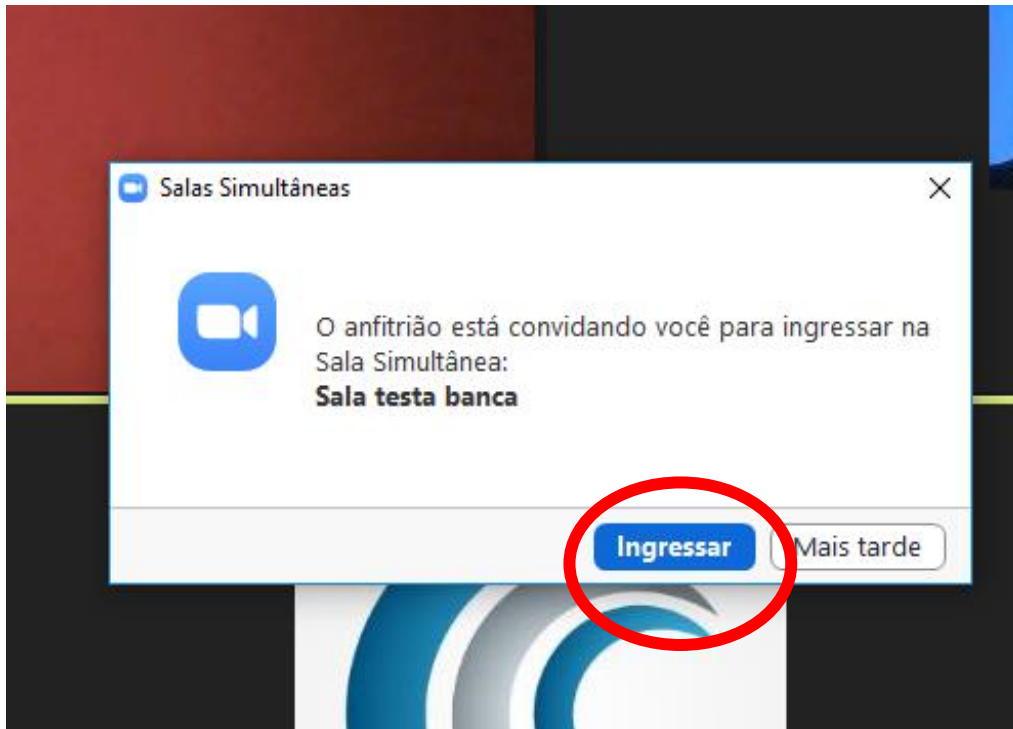 Salas Simultâneas
O anfitrião está convidando você para ingressar na
Sala Simultânea:
Sala testa banca
Ingressar
Mais tarde